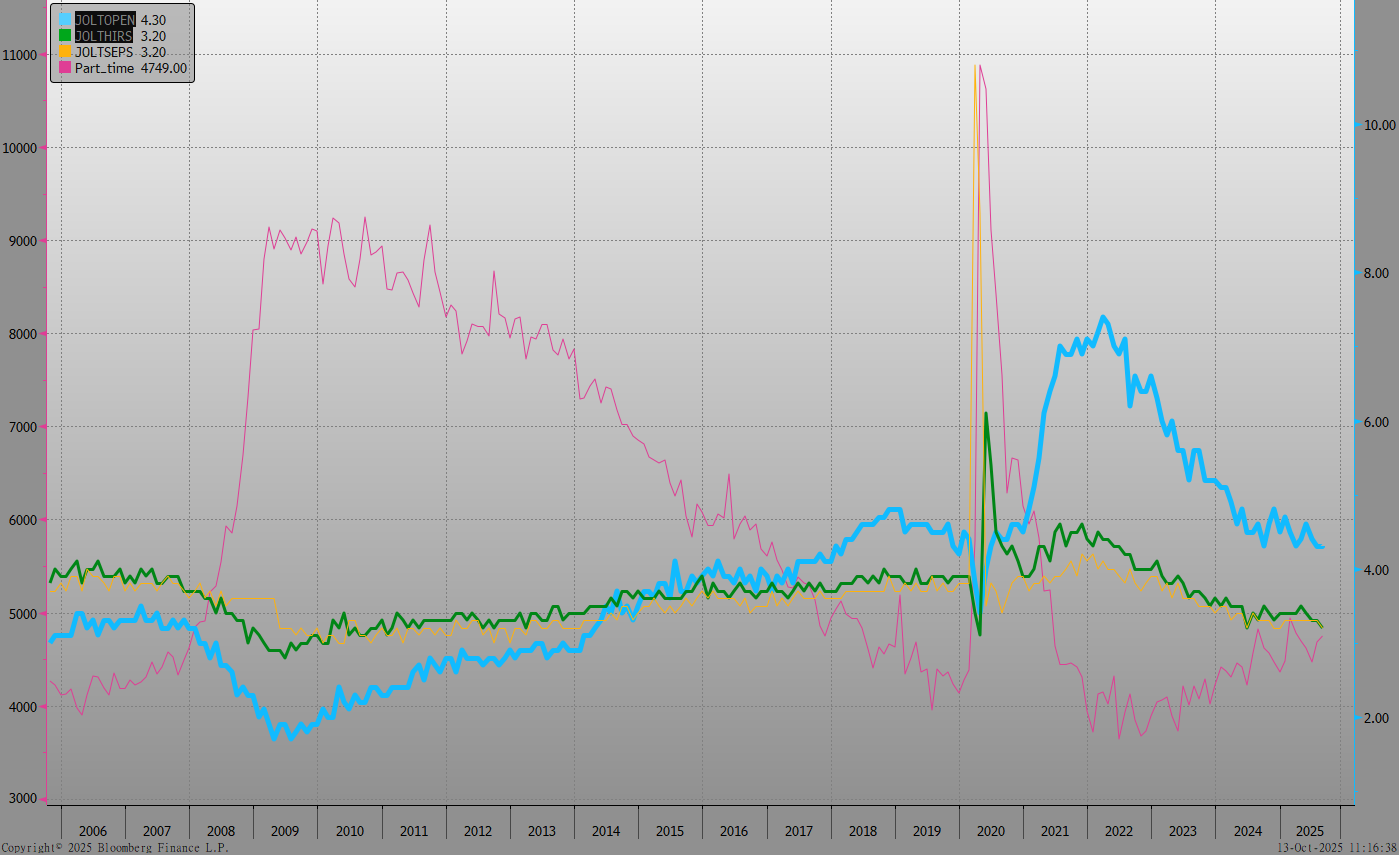 JOLTOPEN 4.30
JOLTHIRS 3.20
JOLTSEPS 3.20
Part_time 4749.00
11000
10000
9000
8000
7000
6000
5000
4000
3000
10.00
8.00
6.00
4.00
2.00
2006 2007 2008 2009 2010 2011 2012 2013 2014 2015 2016 2017 2018 2019 2020 2021 2022 2023 2024 2025
Copyright© 2025 Bloomberg Finance L.P. 13-Oct-2025 11:16:38